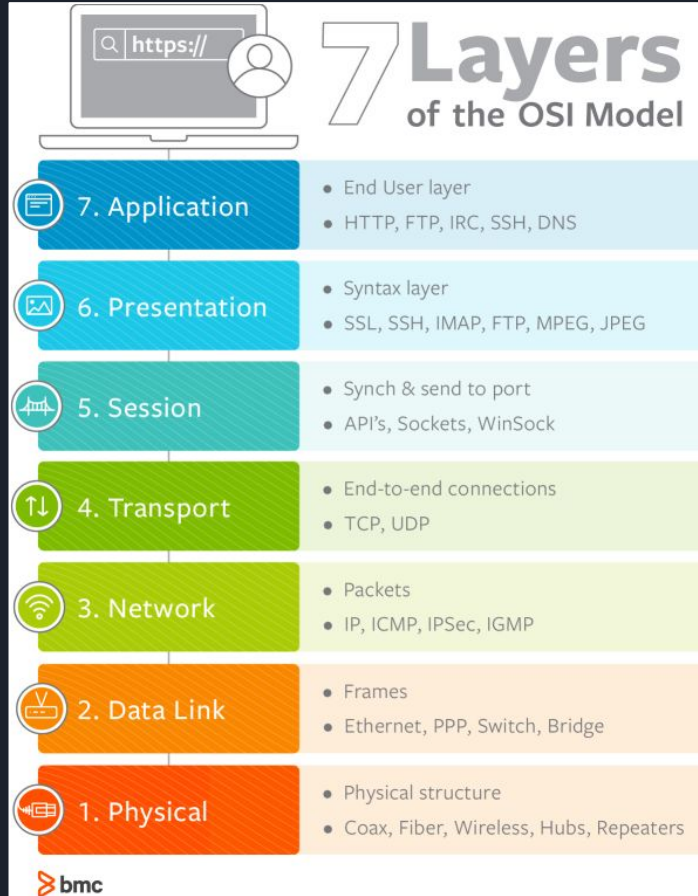 https://
7 Layers
of the OSI Model
7. Application
• End User layer
• HTTP, FTP, IRC, SSH, DNS
6. Presentation
• Syntax layer
• SSL, SSH, IMAP, FTP, MPEG, JPEG
5. Session
• Synch & send to port
• API's, Sockets, WinSock
4. Transport
• End-to-end connections
• TCP, UDP
3. Network
• Packets
• IP, ICMP, IPSec, IGMP
2. Data Link
• Frames
• Ethernet, PPP, Switch, Bridge
1. Physical
• Physical structure
• Coax, Fiber, Wireless, Hubs, Repeaters
bmc